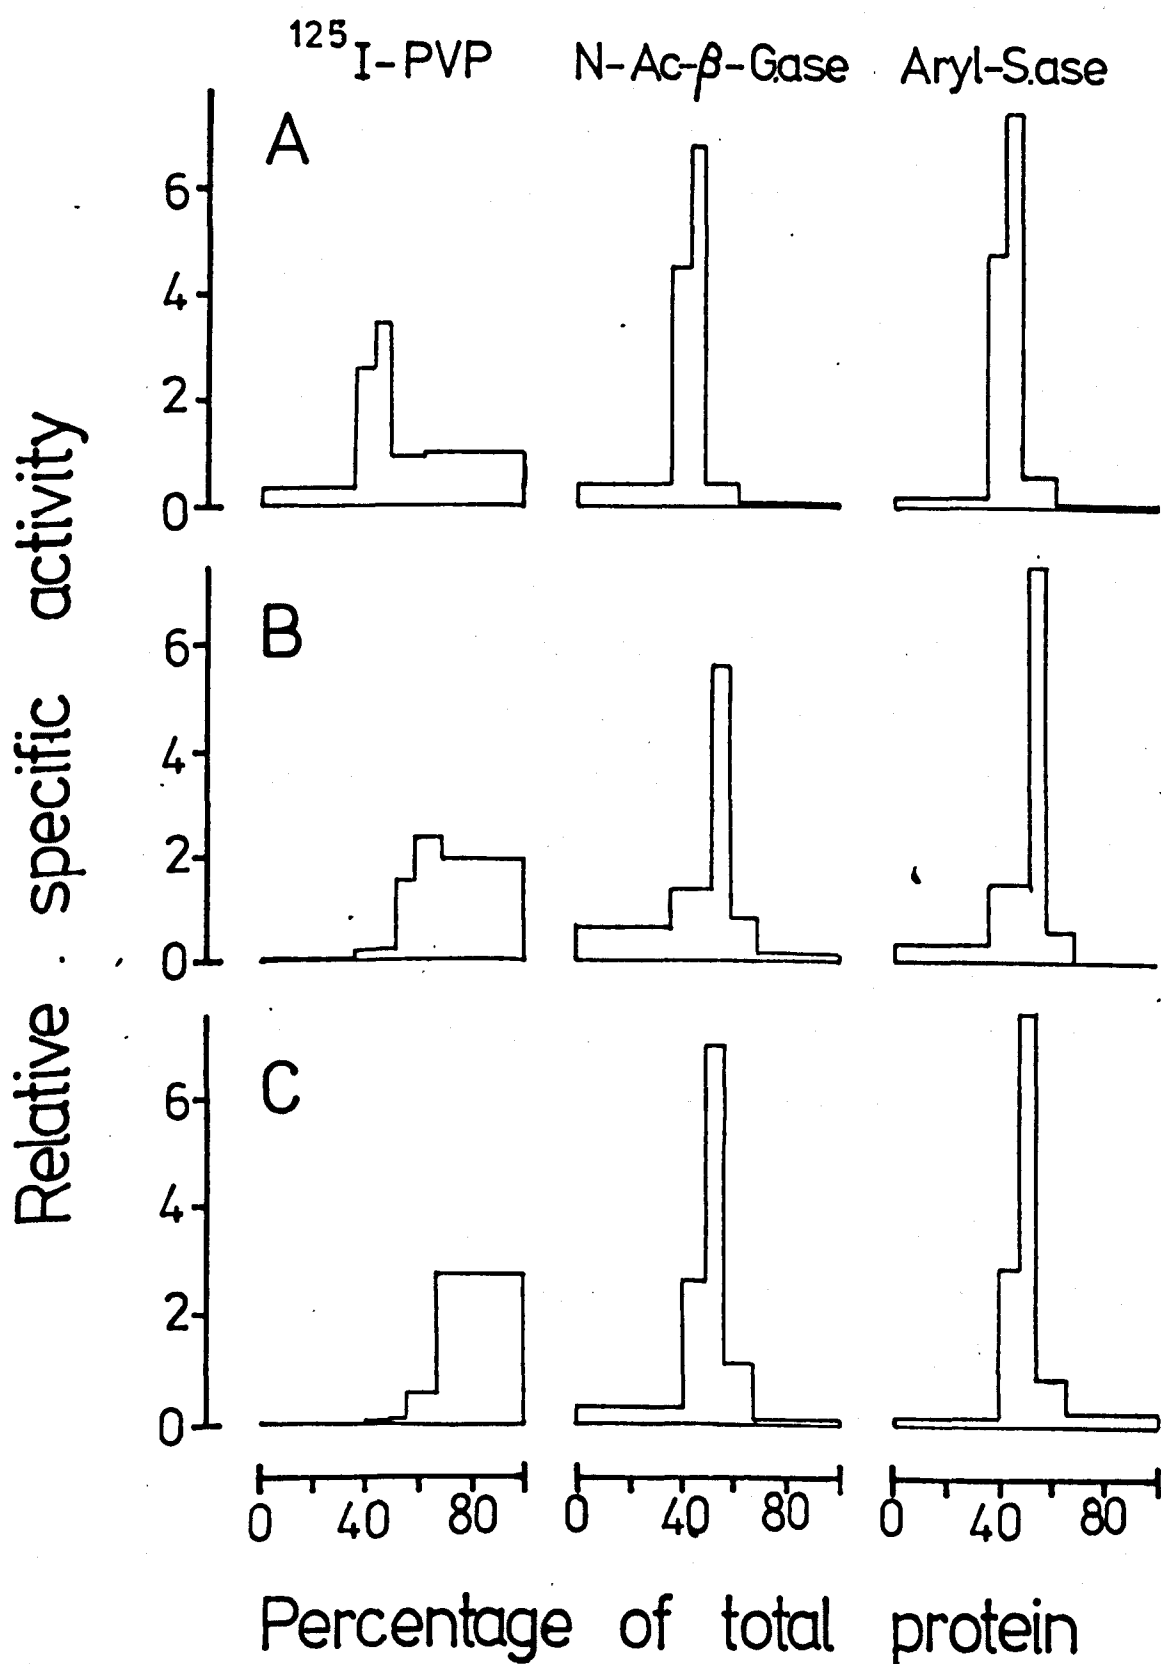 125I-PVP N-Ac-β-G.ase Aryl-S.ase
A
6
4
2
0
B
6
4
2
0
C
6
4
2
0
Relative specific activity
0 40 80 0 40 80 0 40 80
Percentage of total protein